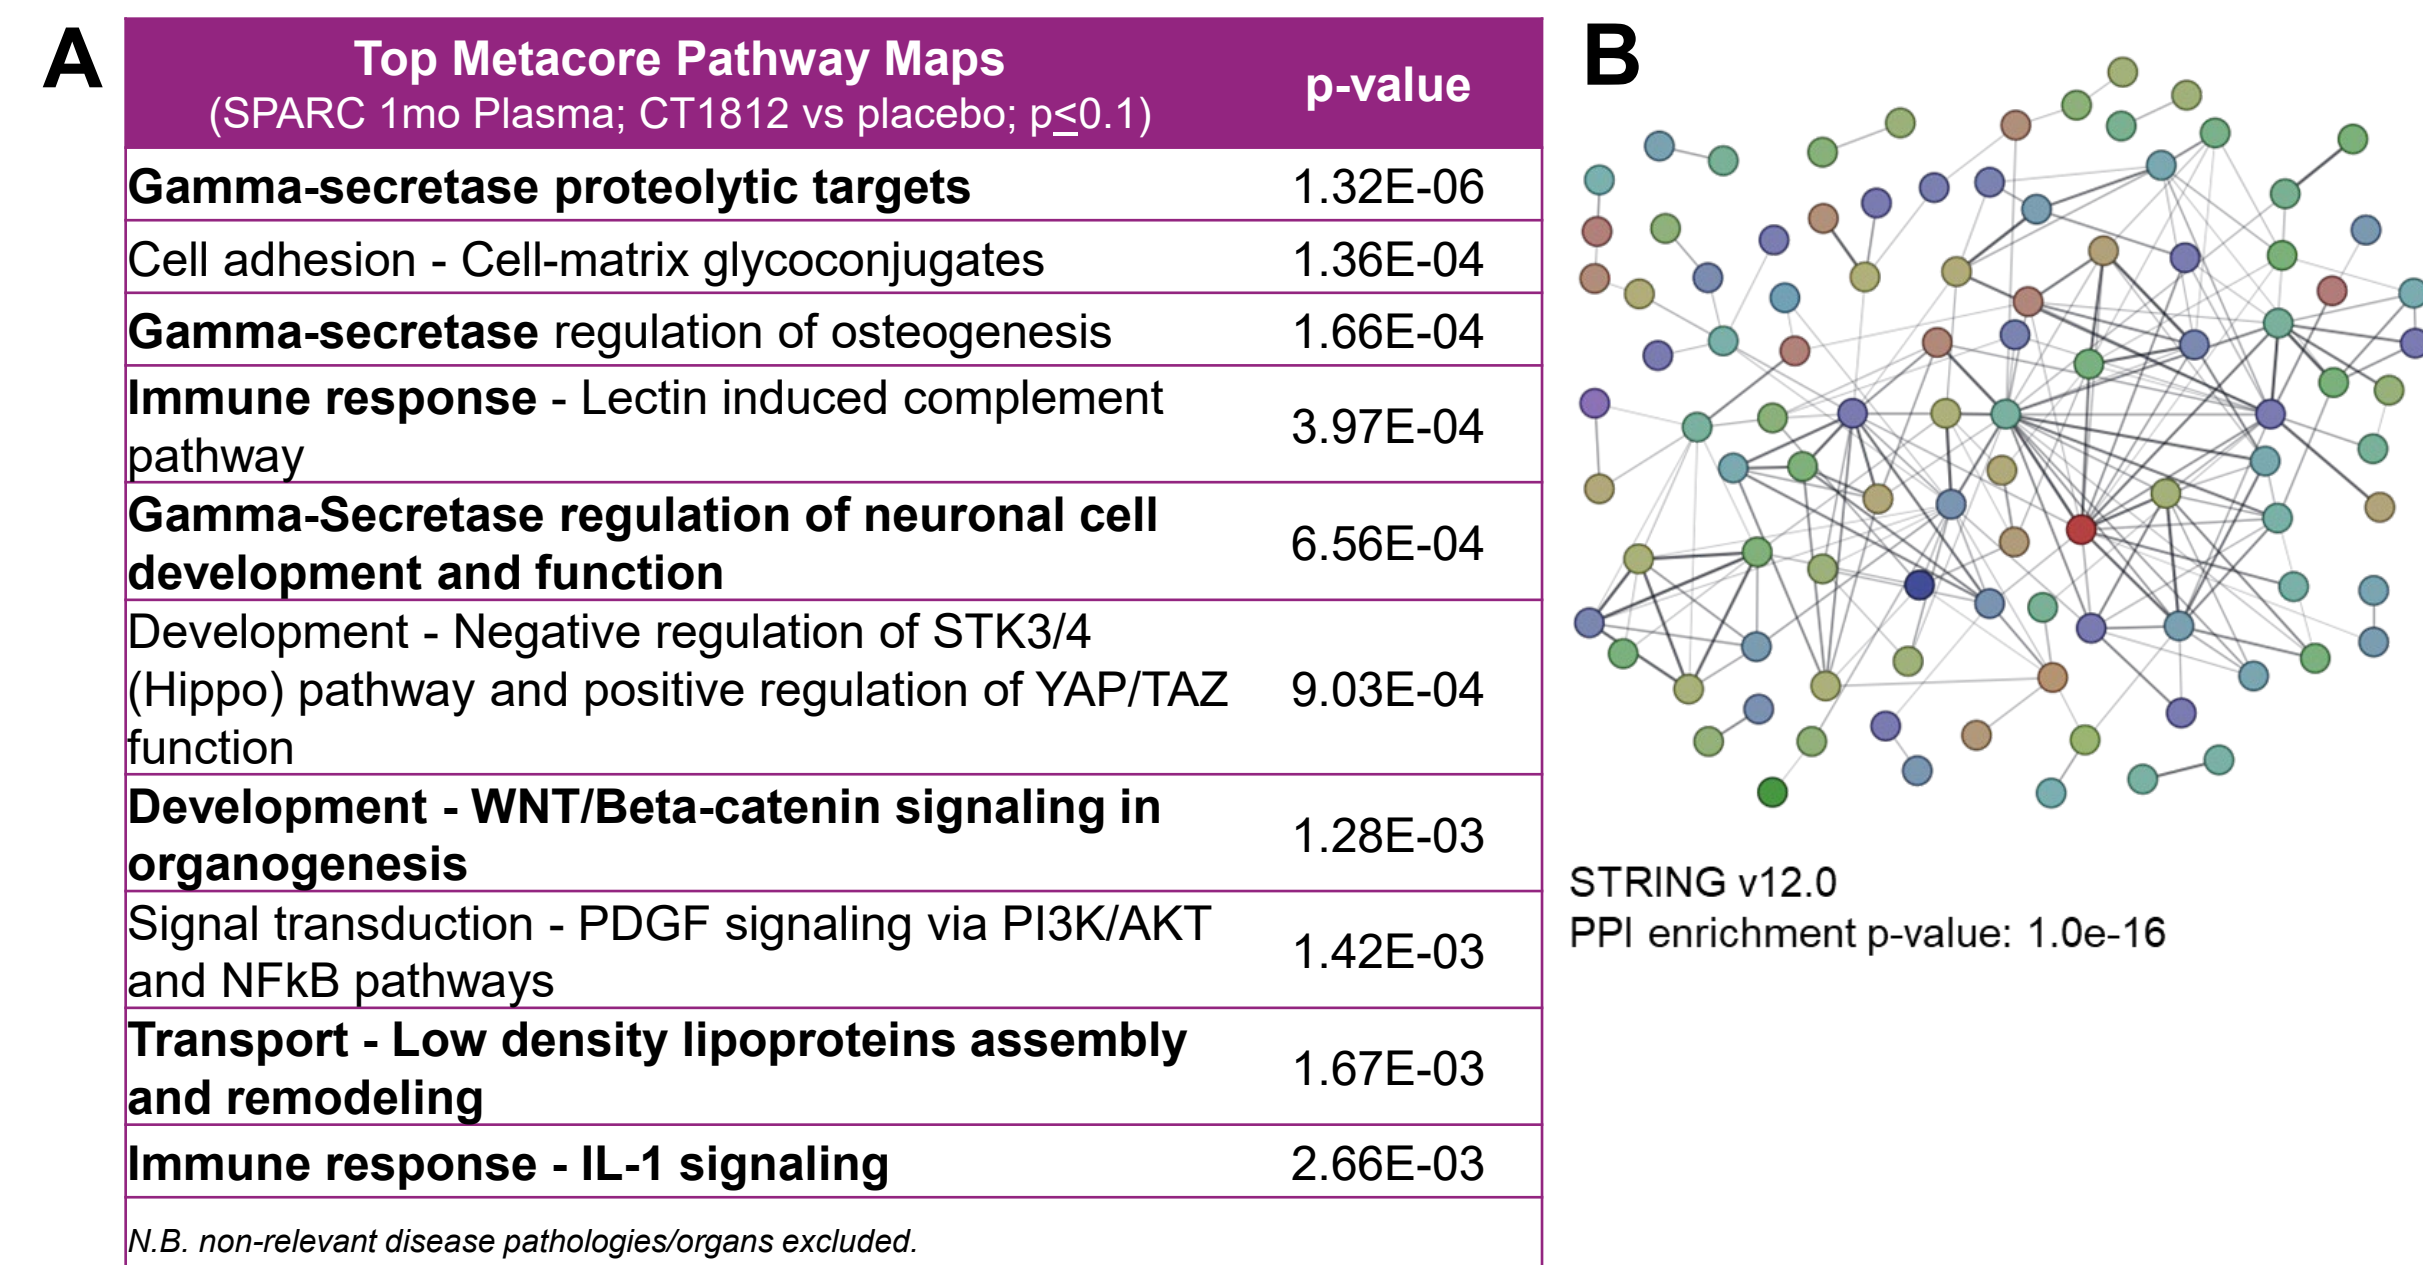 A
Top Metacore Pathway Maps
(SPARC 1mo Plasma; CT1812 vs placebo; p≤0.1)
p-value
Gamma-secretase proteolytic targets
1.32E-06
Cell adhesion - Cell-matrix glycoconjugates
1.36E-04
Gamma-secretase regulation of osteogenesis
1.66E-04
Immune response - Lectin induced complement
pathway
3.97E-04
Gamma-Secretase regulation of neuronal cell
development and function
6.56E-04
Development - Negative regulation of STK3/4
(Hippo) pathway and positive regulation of YAP/TAZ
function
9.03E-04
Development - WNT/Beta-catenin signaling in
organogenesis
1.28E-03
Signal transduction - PDGF signaling via PI3K/AKT
and NFkB pathways
1.42E-03
Transport - Low density lipoproteins assembly
and remodeling
1.67E-03
Immune response - IL-1 signaling
2.66E-03
N.B. non-relevant disease pathologies/organs excluded.
B
STRING v12.0
PPI enrichment p-value: 1.0e-16